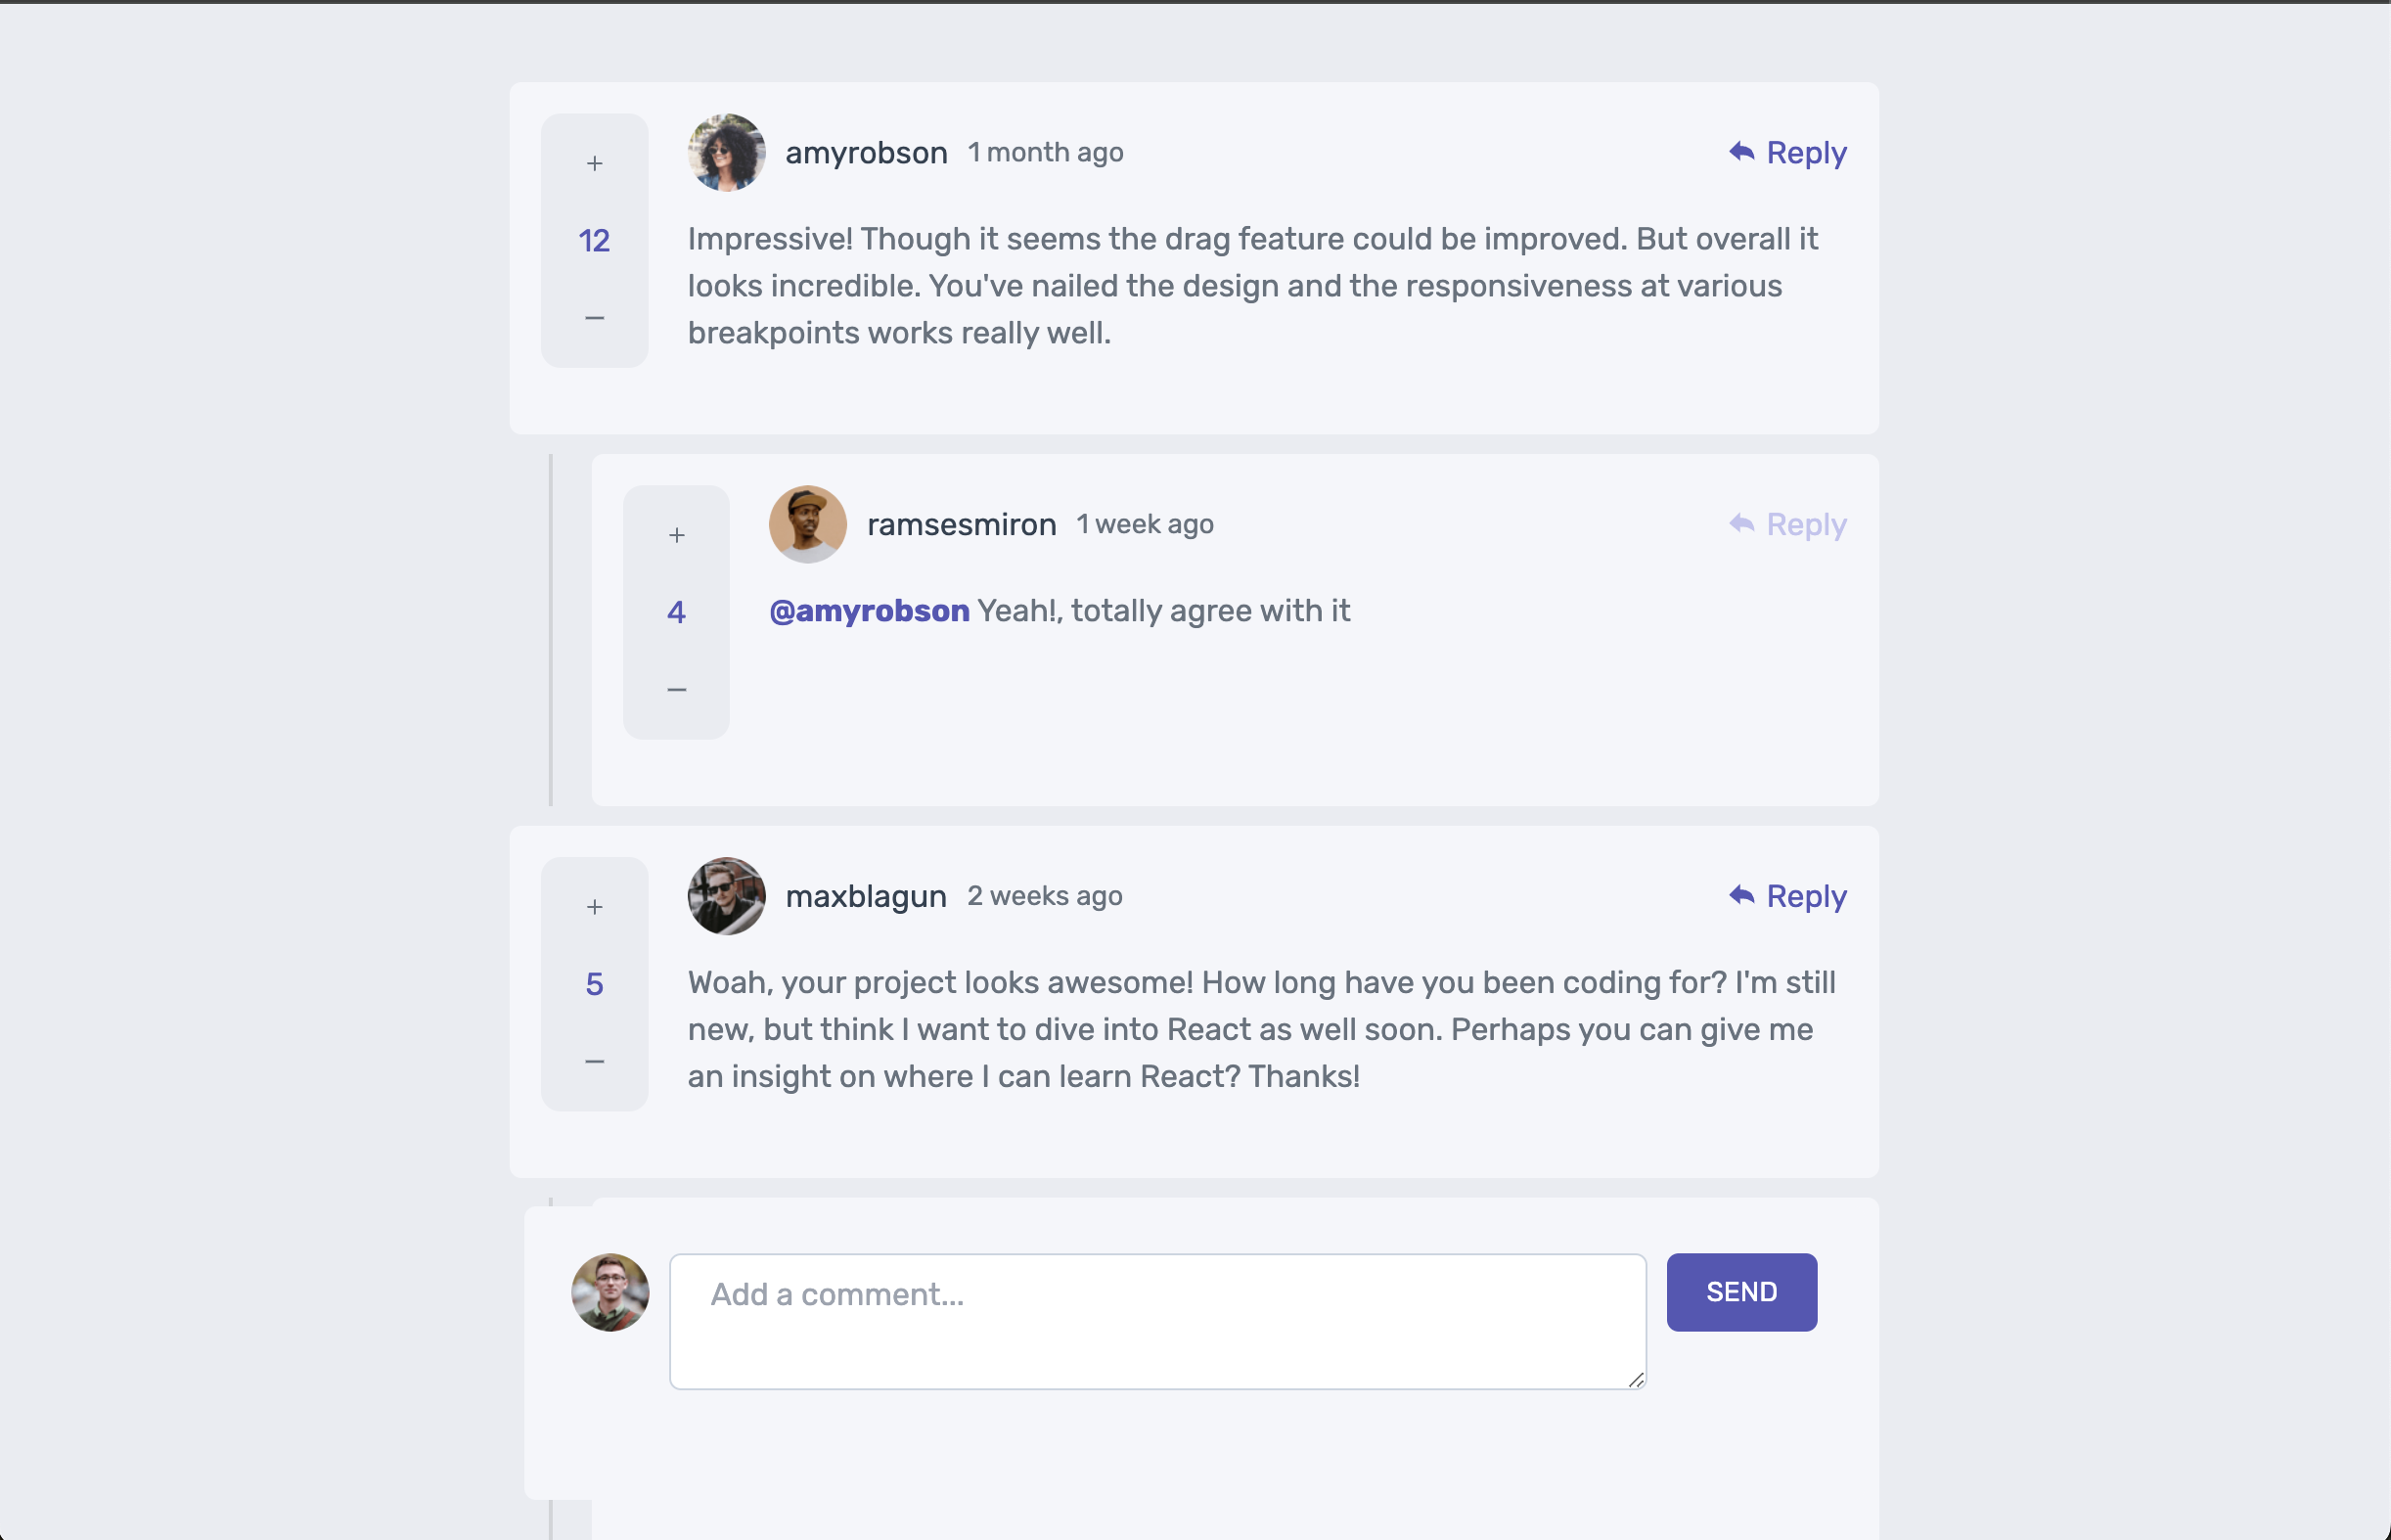 amyrobson 1 month ago Reply
+
12
Impressive! Though it seems the drag feature could be improved. But overall it
looks incredible. You've nailed the design and the responsiveness at various
–
breakpoints works really well.
ramsesmiron 1 week ago Reply
+
4
@amyrobson Yeah!, totally agree with it
–
maxblagun 2 weeks ago Reply
+
5
Woah, your project looks awesome! How long have you been coding for? I'm still
new, but think I want to dive into React as well soon. Perhaps you can give me
–
an insight on where I can learn React? Thanks!
Add a comment... SEND